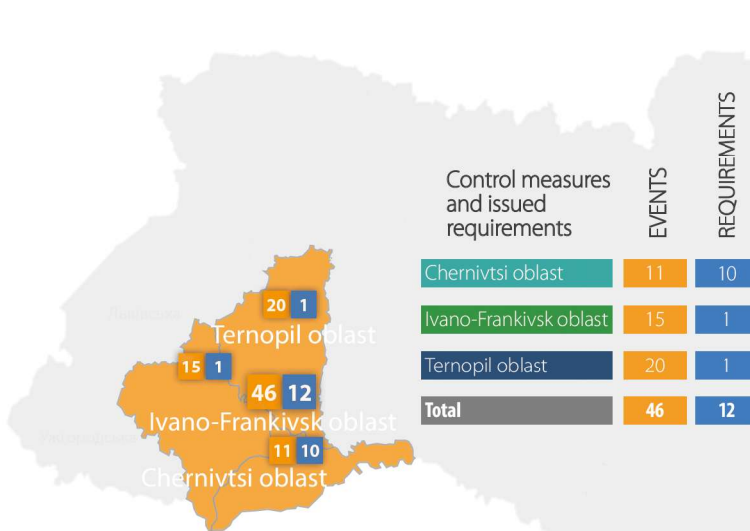 Control measures
and issued
requirements
EVENTS
REQUIREMENTS
Chernivtsi oblast 11 10
Ivano-Frankivsk oblast 15 1
Ternopil oblast 20 1
Total 46 12
20 1
Ternopil oblast
15 1
46 12
Ivano-Frankivsk oblast
11 10
Chernivtsi oblast